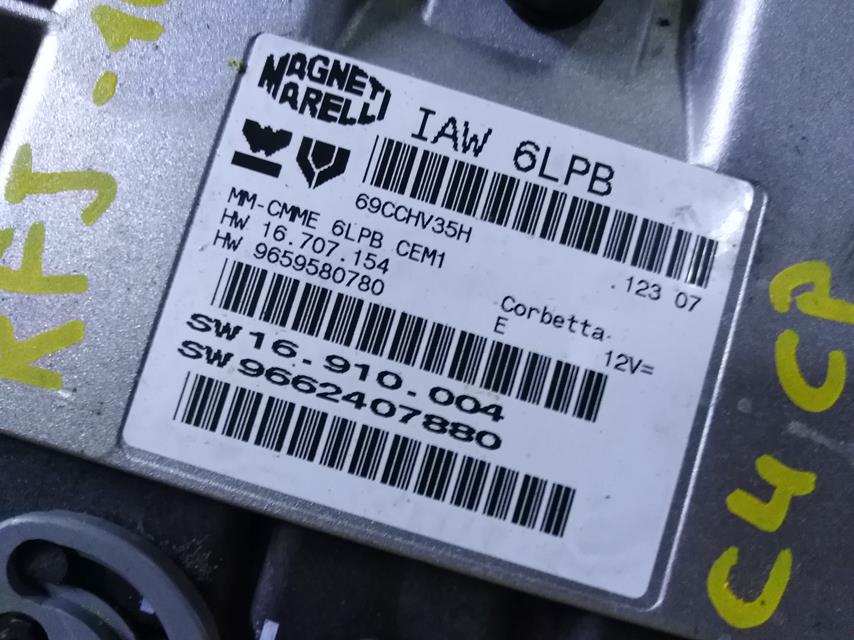 MAGNETI
MARELLI
IAW 6LPB
69CCHV35H
.123 07
MM-CMME 6LPB CEM1
HW 16.707.154
HW 9659580780
Corbetta
E
12V=
SW 16.910.004
SW 9662407880
RFJ
C4